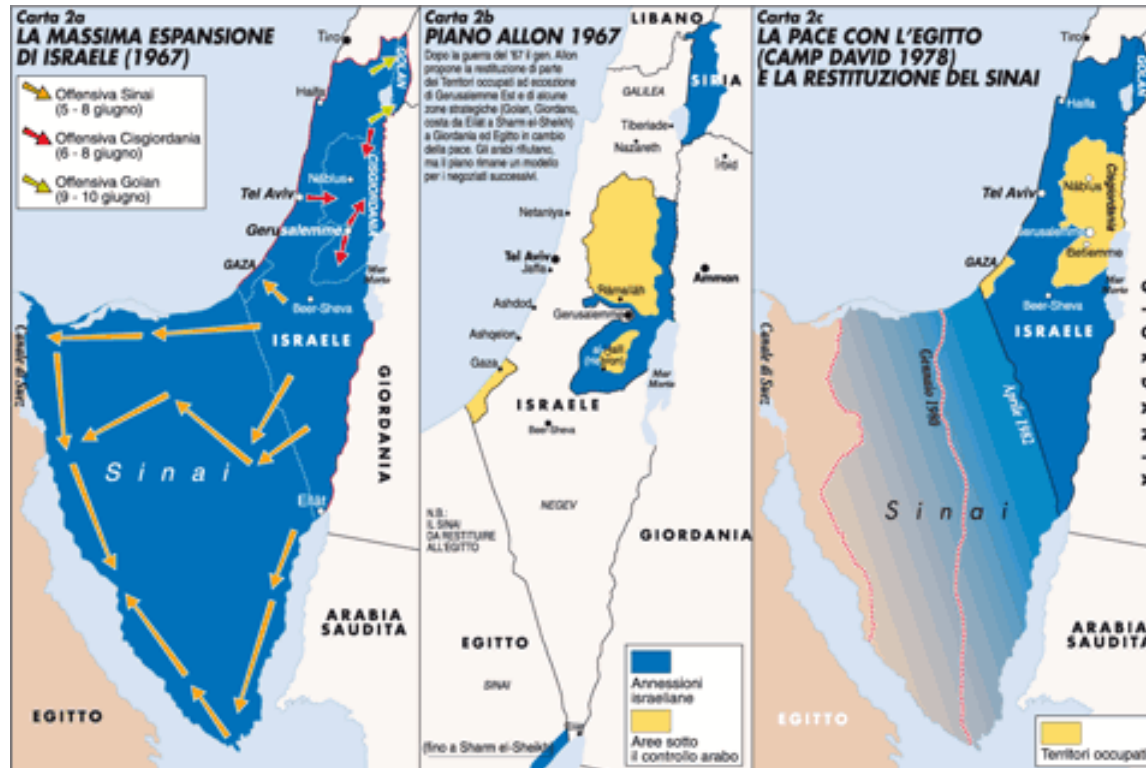 Carta 2a
LA MASSIMA ESPANSIONE
DI ISRAELE (1967)
Offensiva Sinai
(5 - 8 giugno)
Offensiva Cisgiordania
(6 - 8 giugno)
Offensiva Golan
(9 - 10 giugno)
Tiro
GOLAN
Haifa
CISGIORDANIA
Nāblus
Tel Aviv
Gerusalemme
GAZA
Mar
Morto
Beer-Sheva
ISRAELE
Canale di Suez
GIORDANIA
Sinai
Eilat
ARABIA
SAUDITA
EGITTO
Carta 2b
PIANO ALLON 1967
Dopo la guerra del '67 il gen. Allon
propone la restituzione di parte
dei Territori occupati ad eccezione
di Gerusalemme Est e di alcune
zone strategiche (Golan, Giordano,
costa da Eilat a Sharm el-Sheikh)
a Giordania ed Egitto in cambio
della pace. Gli arabi rifiutano,
ma il piano rimane un modello
per i negoziati successivi.
LIBANO
SIRIA
GALILEA
Tiberiade
Nazareth
Irbid
Netaniya
Tel Aviv
Jaffa
Ammon
Ramallah
Ashdod
Gerusalemme
Ashqelon
Gaza
Mar
Morto
ISRAELE
Beer-Sheva
NEGEV
N.B.:
IL SINAI
DA RESTITUIRE
ALL'EGITTO
GIORDANIA
EGITTO
SINAI
(fino a Sharm el-Sheikh)
Annessioni
israeliane
Aree sotto
il controllo arabo
Carta 2c
LA PACE CON L'EGITTO
(CAMP DAVID 1978)
E LA RESTITUZIONE DEL SINAI
Tiro
GOLAN
Haifa
Nāblus
Cisgiordania
Tel Aviv
Gerusalemme
Betlemme
GAZA
Mar
Morto
Beer-Sheva
ISRAELE
Canale di Suez
Gennaio 1980
Aprile 1982
Sinai
ARABIA
SAUDITA
EGITTO
Territori occupati